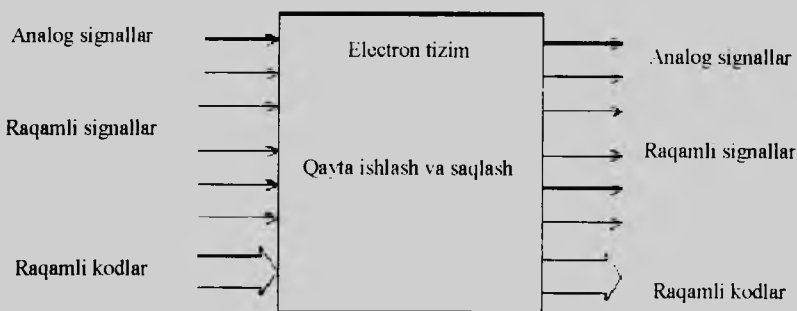 Analog signallar
Electron tizim
Analog signallar
Raqamli signallar
Raqamli signallar
Qayta ishlash va saqlash
Raqamli kodlar
Raqamli kodlar